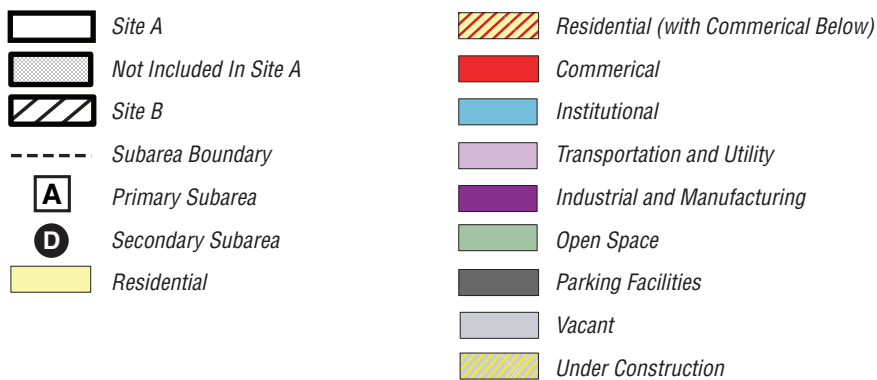 Site A
Not Included In Site A
Site B
Subarea Boundary
A
Primary Subarea
D
Secondary Subarea
Residential
Residential (with Commerical Below)
Commerical
Institutional
Transportation and Utility
Industrial and Manufacturing
Open Space
Parking Facilities
Vacant
Under Construction